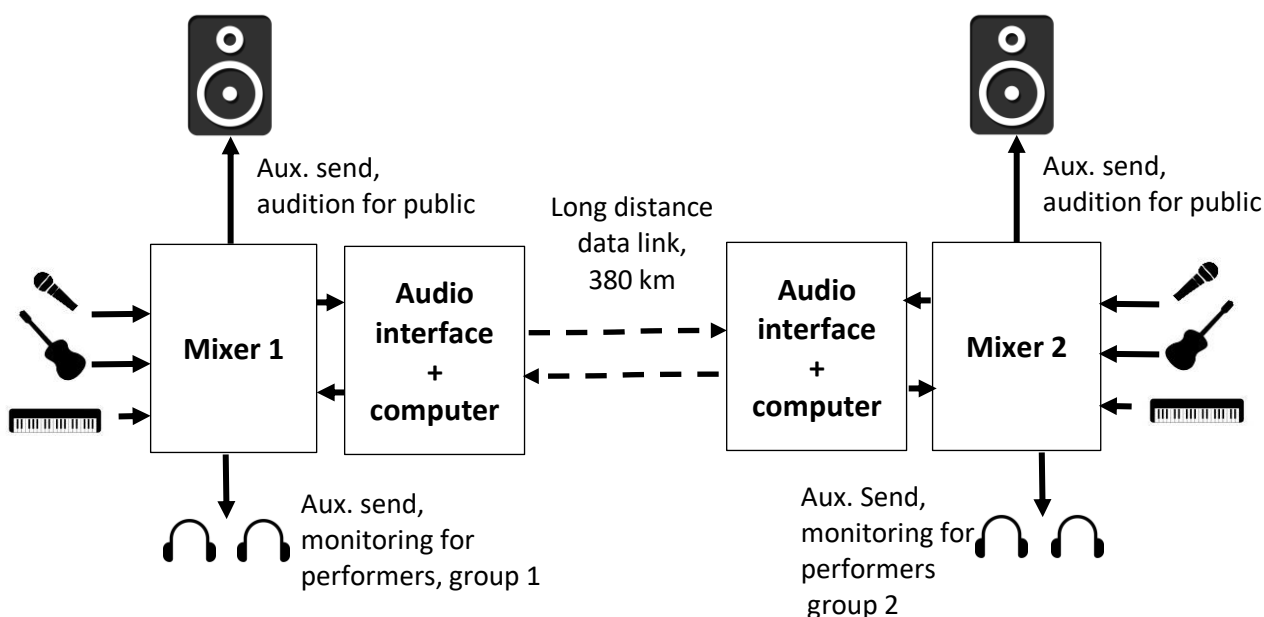 Aux. send,
audition for public
Aux. send,
audition for public
Long distance
data link,
380 km
Mixer 1
Audio
interface
+
computer
Audio
interface
+
computer
Mixer 2
Aux. send,
monitoring for
performers, group 1
Aux. Send,
monitoring for
performers
group 2